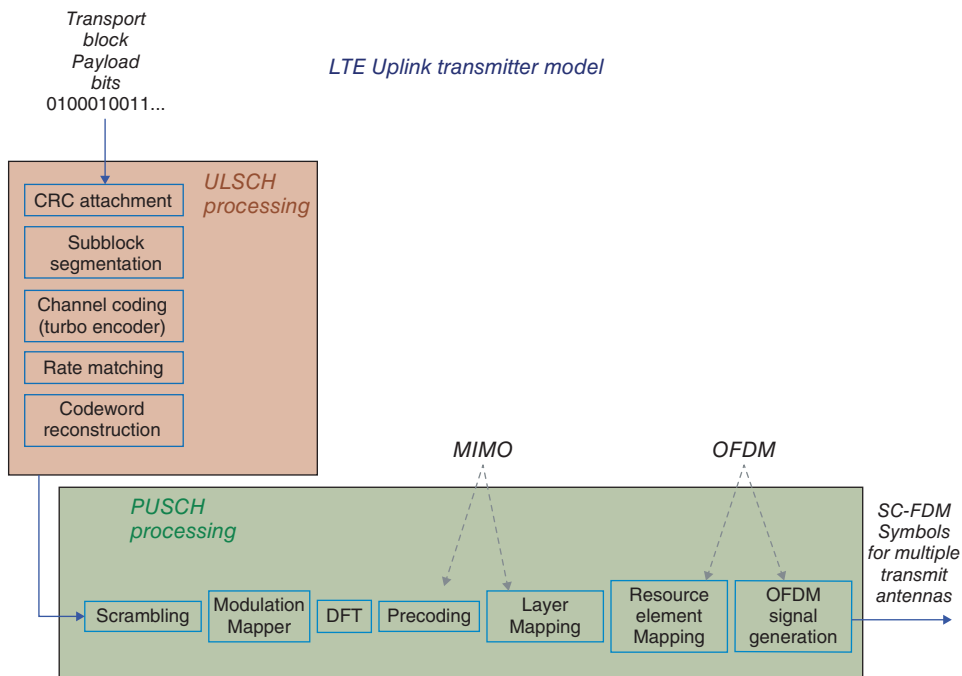 Transport
block
Payload
bits
0100010011...
LTE Uplink transmitter model
ULSCH
processing
CRC attachment
Subblock
segmentation
Channel coding
(turbo encoder)
Rate matching
Codeword
reconstruction
MIMO
OFDM
PUSCH
processing
Scrambling
Modulation
Mapper
DFT
Precoding
Layer
Mapping
Resource
element
Mapping
OFDM
signal
generation
SC-FDM
Symbols
for multiple
transmit
antennas